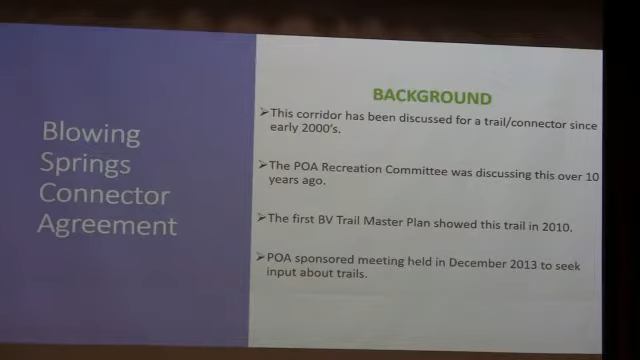 Blowing
Springs
Connector
Agreement
BACKGROUND
➢This corridor has been discussed for a trail/connector since
early 2000's.
➢The POA Recreation Committee was discussing this over 10
years ago.
➢The first BV Trail Master Plan showed this trail in 2010.
➢POA sponsored meeting held in December 2013 to seek
input about trails.